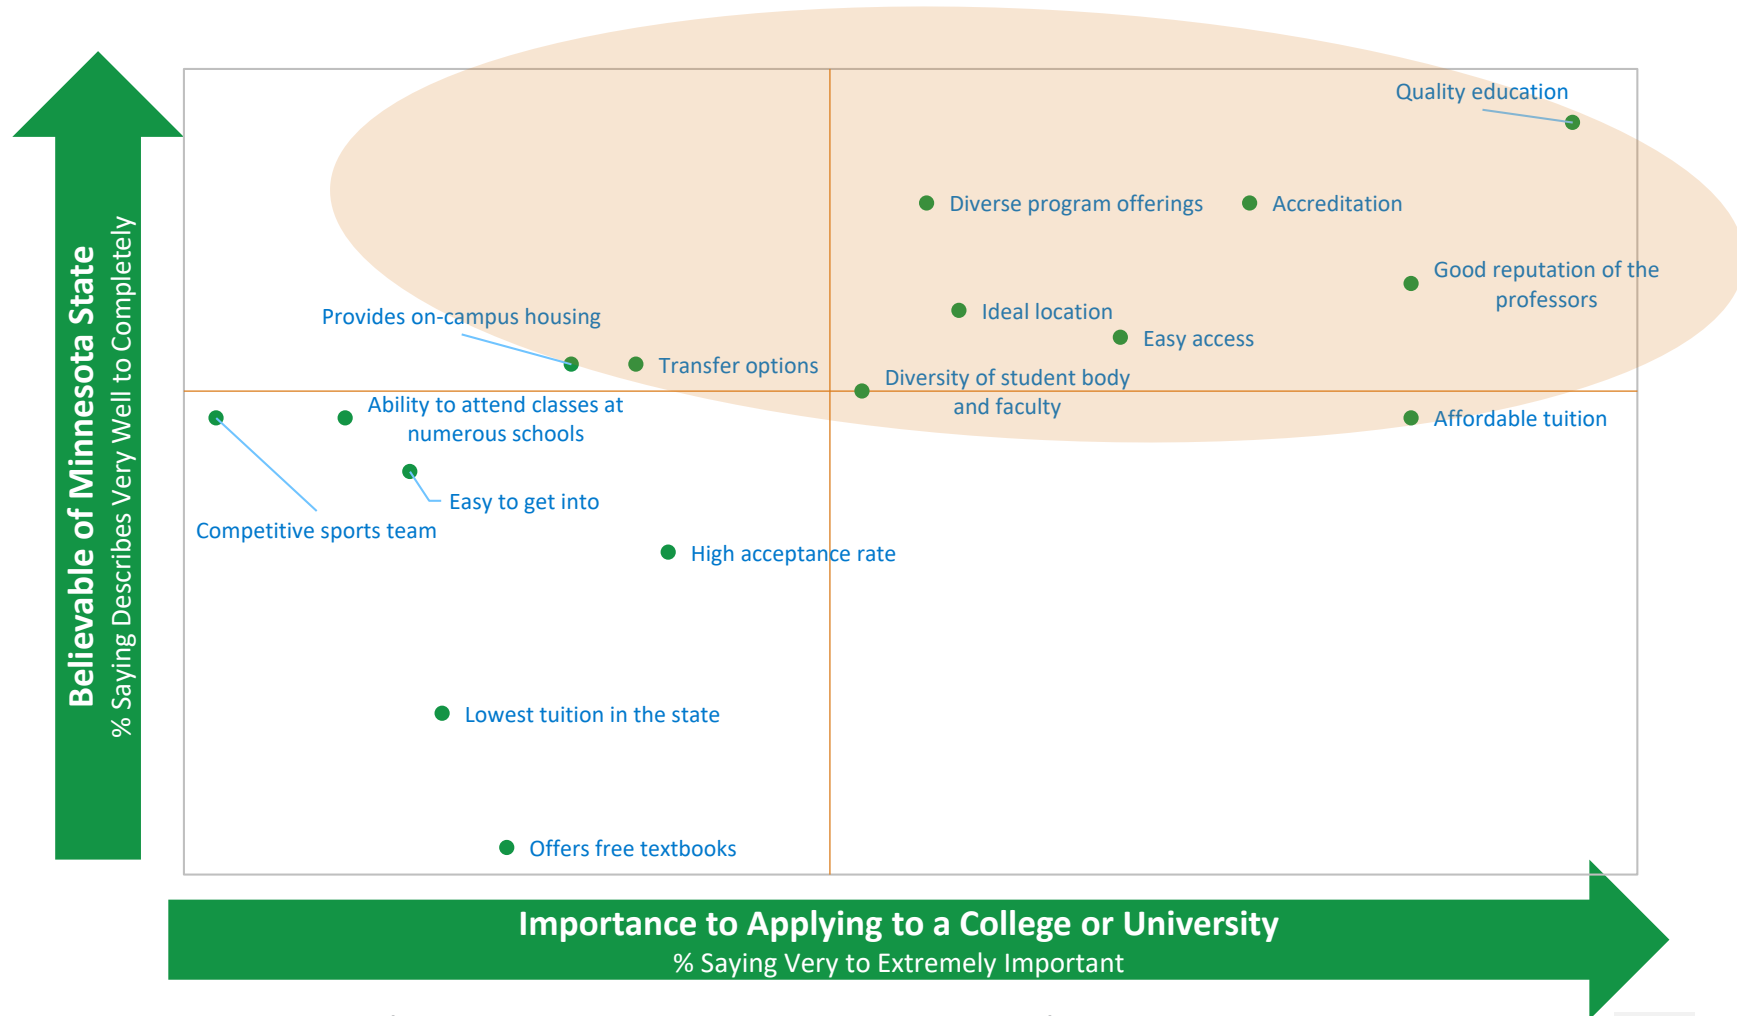 Quality education
Diverse program offerings
Accreditation
Good reputation of the
professors
Ideal location
Provides on-campus housing
Easy access
Transfer options
Diversity of student body
and faculty
Ability to attend classes at
numerous schools
Affordable tuition
Easy to get into
Competitive sports team
High acceptance rate
Lowest tuition in the state
Offers free textbooks
Believable of Minnesota State
% Saying Describes Very Well to Completely
Importance to Applying to a College or University
% Saying Very to Extremely Important